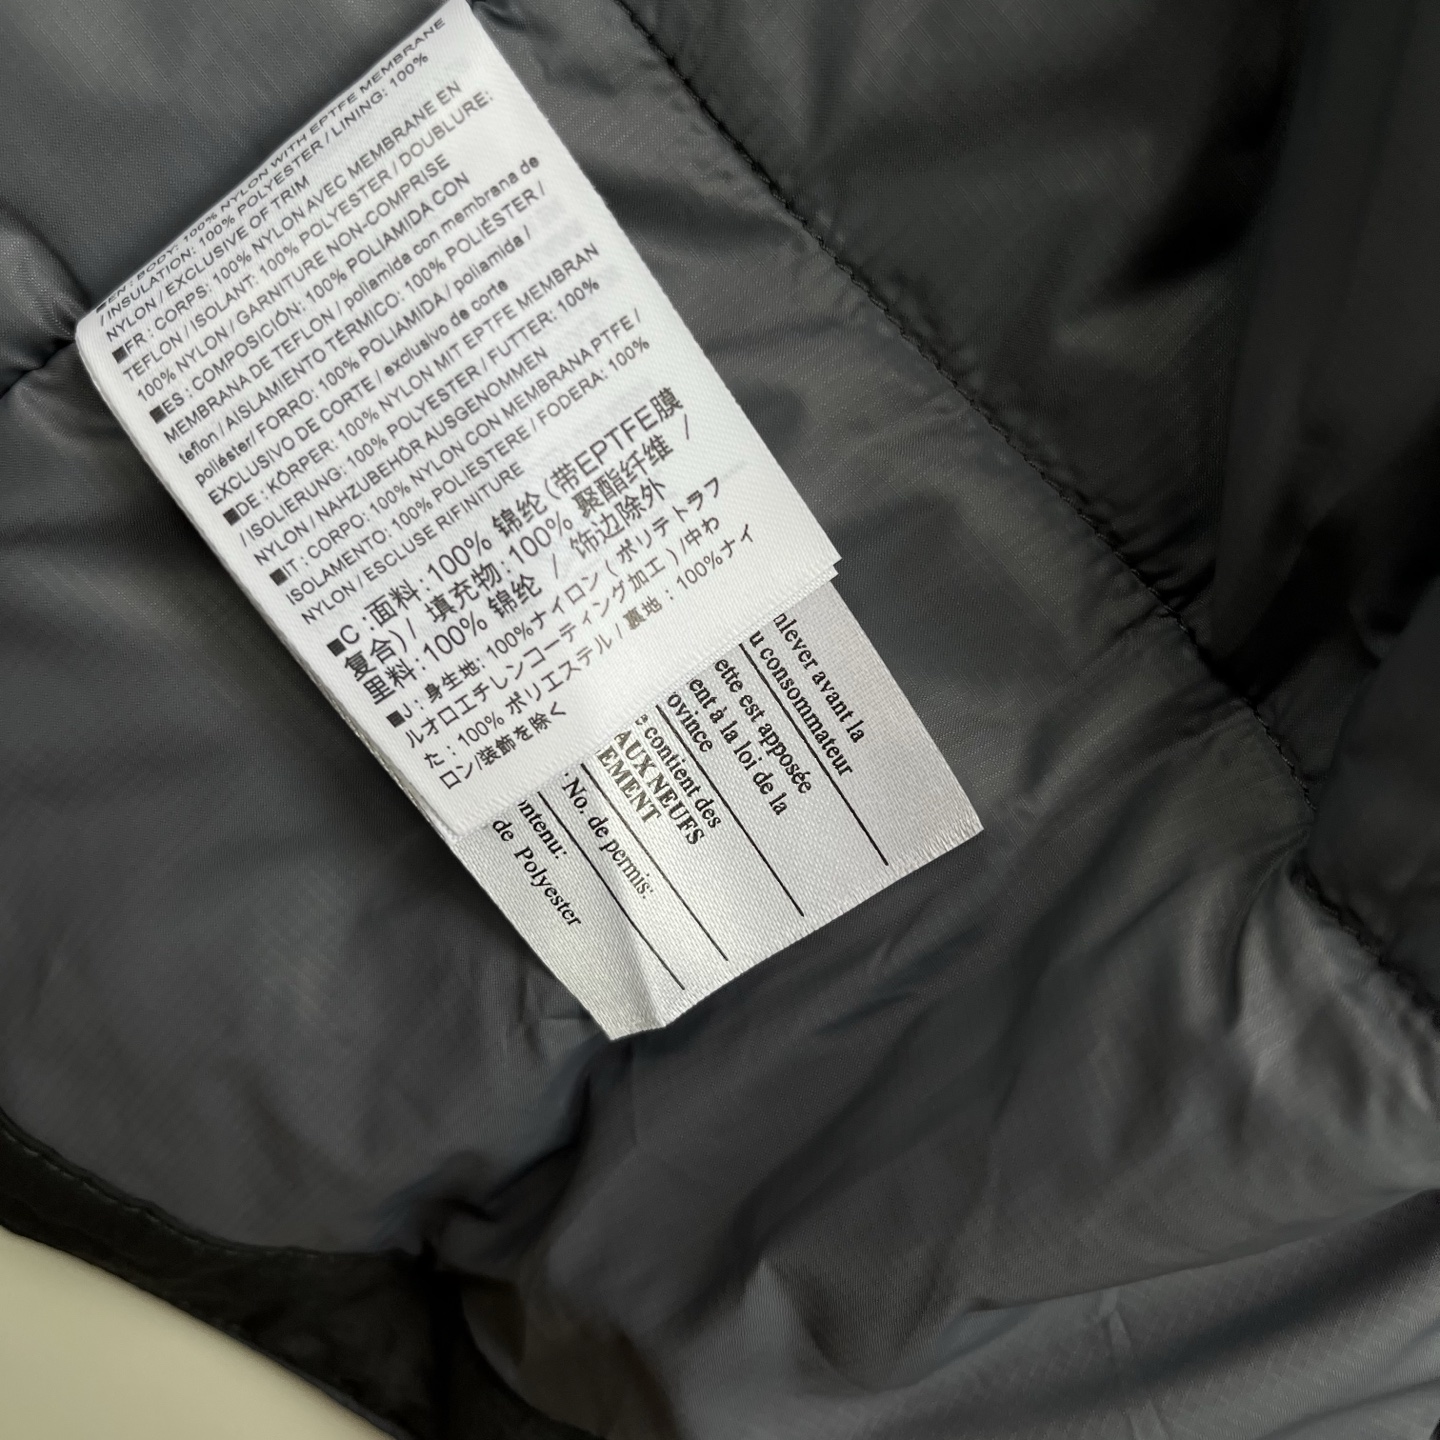 ■EN : BODY: 100% NYLON WITH EPTFE MEMBRANE
/ INSULATION: 100% POLYESTER / LINING: 100%
NYLON / EXCLUSIVE OF TRIM
■FR : CORPS: 100% NYLON AVEC MEMBRANE EN
TEFLON / ISOLANT: 100% POLYESTER / DOUBLURE:
100% NYLON / GARNITURE NON-COMPRISE
■ES : COMPOSICIÓN: 100% POLIAMIDA CON
MEMBRANA DE TEFLON / poliamida con membrana de
teflon / AISLAMIENTO TÉRMICO: 100% POLIÉSTER /
poliéster/ FORRO: 100% POLIAMIDA / poliamida /
EXCLUSIVO DE CORTE / exclusivo de corte
■DE : KÖRPER: 100% NYLON MIT EPTFE MEMBRAN
/ ISOLIERUNG: 100% POLYESTER / FUTTER: 100%
NYLON / NAHZUBEHÖR AUSGENOMMEN
■IT : CORPO: 100% NYLON CON MEMBRANA PTFE /
ISOLAMENTO: 100% POLIESTERE / FODERA: 100%
NYLON / ESCLUSE RIFINITURE
■C : 面料 : 100% 锦纶 (带EPTFE膜
复合) / 填充物: 100% 聚酯纤维 /
里料:100% 锦纶 / 饰边除外
■J : 身生地: 100%ナイロン ( ポリテトラフ
ルオロエチレンコーティング加工 ) /中わ
た : 100% ポリエステル / 裏地 : 100%ナイ
ロン/装飾を除く
nlever avant la
u consommateur
ette est apposée
ent à la loi de la
ovince
e contient des
AUX NEUFS
EMENT
No. de permis:
ontenu:
de Polyester